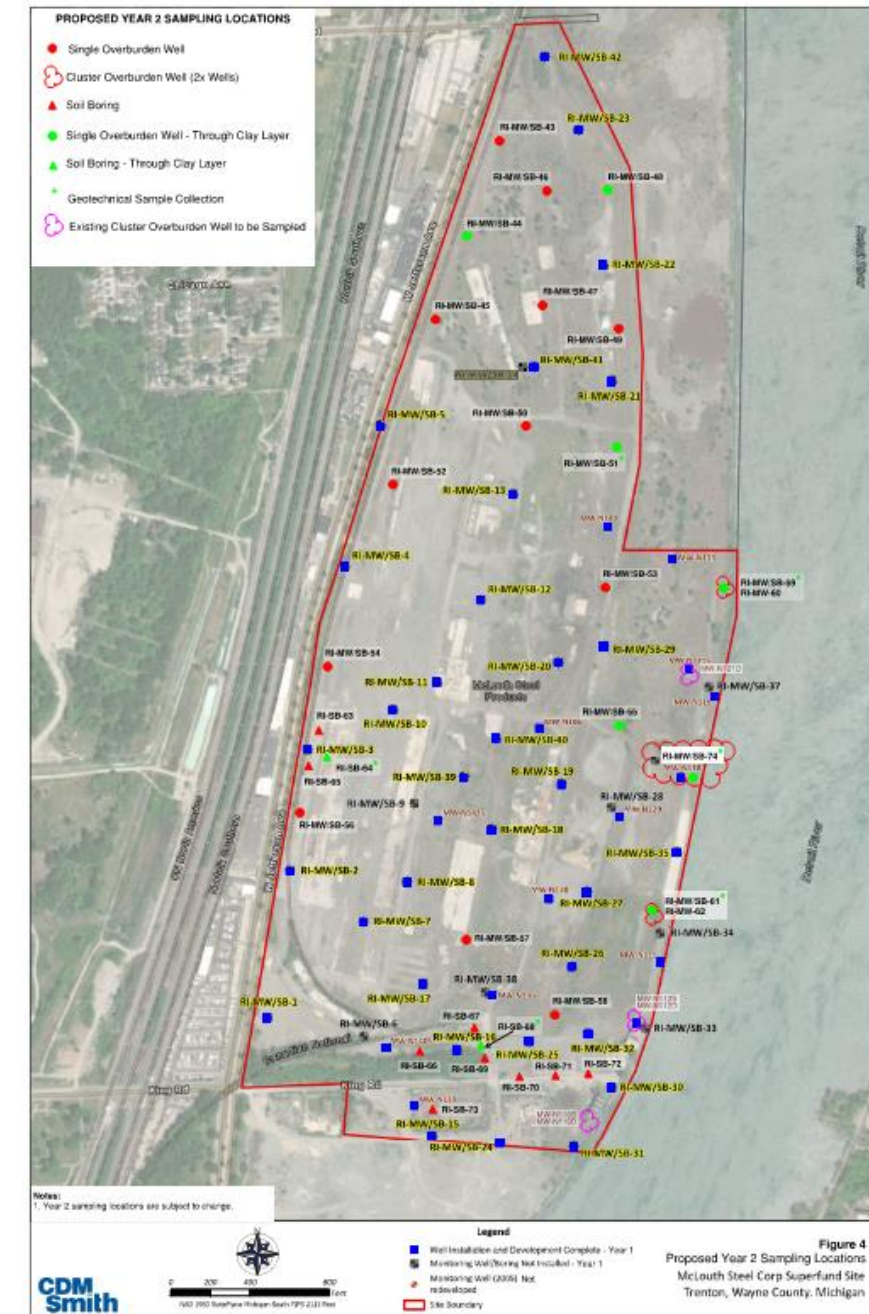 PROPOSED YEAR 2 SAMPLING LOCATIONS
Single Overburden Well
Cluster Overburden Well (2x Wells)
Soil Boring
Single Overburden Well - Through Clay Layer
Soil Boring - Through Clay Layer
Geotechnical Sample Collection
Existing Cluster Overburden Well to be Sampled
RI-MW/SB-42
RI-MW/SB-23
RI-MW/SB-43
RI-MW/SB-46
RI-MW/SB-48
RI-MW/SB-44
RI-MW/SB-22
W Jefferson Ave
RI-MW/SB-47
RI-MW/SB-45
RI-MW/SB-49
RI-MW/SB-41
RI-MW/SB-21
RI-MW/SB-5
RI-MW/SB-50
RI-MW/SB-51
RI-MW/SB-52
RI-MW/SB-13
RI-MW/SB-4
RI-MW/SB-53
RI-MW/SB-59
RI-MW-60
RI-MW/SB-12
RI-MW/SB-29
RI-MW/SB-54
RI-MW/SB-20
RI-MW/SB-11
RI-MW/SB-37
McLouth Steel
Products
RI-MW/SB-10
RI-MW/SB-55
RI-SB-63
RI-MW/SB-40
RI-MW/SB-3
RI-MW/SB-74
RI-SB-64
RI-SB-65
RI-MW/SB-39
RI-MW/SB-19
RI-MW/SB-9
RI-MW/SB-28
RI-MW/SB-56
RI-MW/SB-18
RI-MW/SB-35
RI-MW/SB-2
RI-MW/SB-8
RI-MW/SB-27
RI-MW/SB-61
RI-MW-62
RI-MW/SB-7
RI-MW/SB-34
RI-MW/SB-57
RI-MW/SB-26
RI-MW/SB-38
RI-MW/SB-17
RI-MW/SB-58
RI-MW/SB-1
RI-SB-67
RI-SB-68
RI-MW/SB-6
RI-MW/SB-33
Canadian National
RI-MW/SB-16
RI-MW/SB-25
RI-MW/SB-32
RI-SB-66
RI-SB-69
RI-SB-70
RI-SB-71
RI-SB-72
King Rd
King Rd
RI-MW/SB-30
RI-SB-73
RI-MW/SB-15
RI-MW/SB-24
RI-MW/SB-31
Detroit River
Detroit River
W Jefferson Ave
Notes:
1. Year 2 sampling locations are subject to change.
CDM
Smith
N
0 200 400 800
Feet
Legend
Well Installation and Development Complete - Year 1
Monitoring Well/Boring Not Installed - Year 1
Monitoring Well (2005) Not
redeveloped
Site Boundary
Figure 4
Proposed Year 2 Sampling Locations
McLouth Steel Corp Superfund Site
Trenton, Wayne County, Michigan